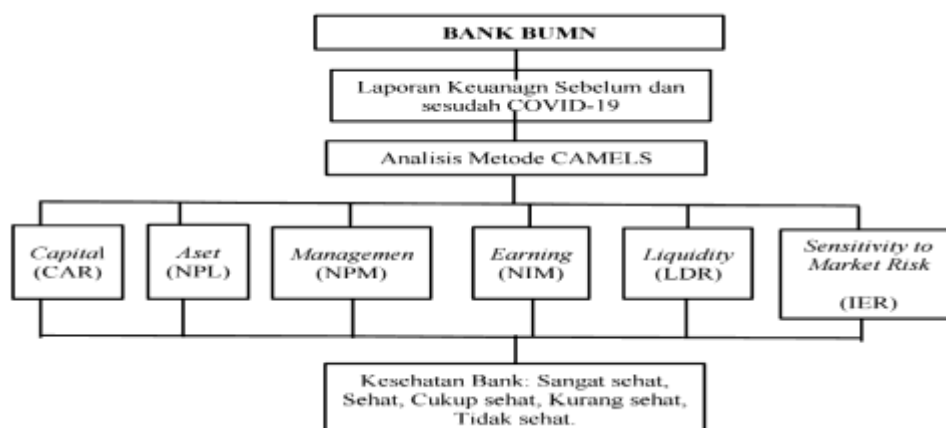 BANK BUMN
Laporan Keuanagn Sebelum dan
sesudah COVID-19
Analisis Metode CAMELS
Capital
(CAR)
Aset
(NPL)
Managemen
(NPM)
Earning
(NIM)
Liquidity
(LDR)
Sensitivity to
Market Risk
(IER)
Kesehatan Bank: Sangat sehat,
Sehat, Cukup sehat, Kurang sehat,
Tidak sehat.